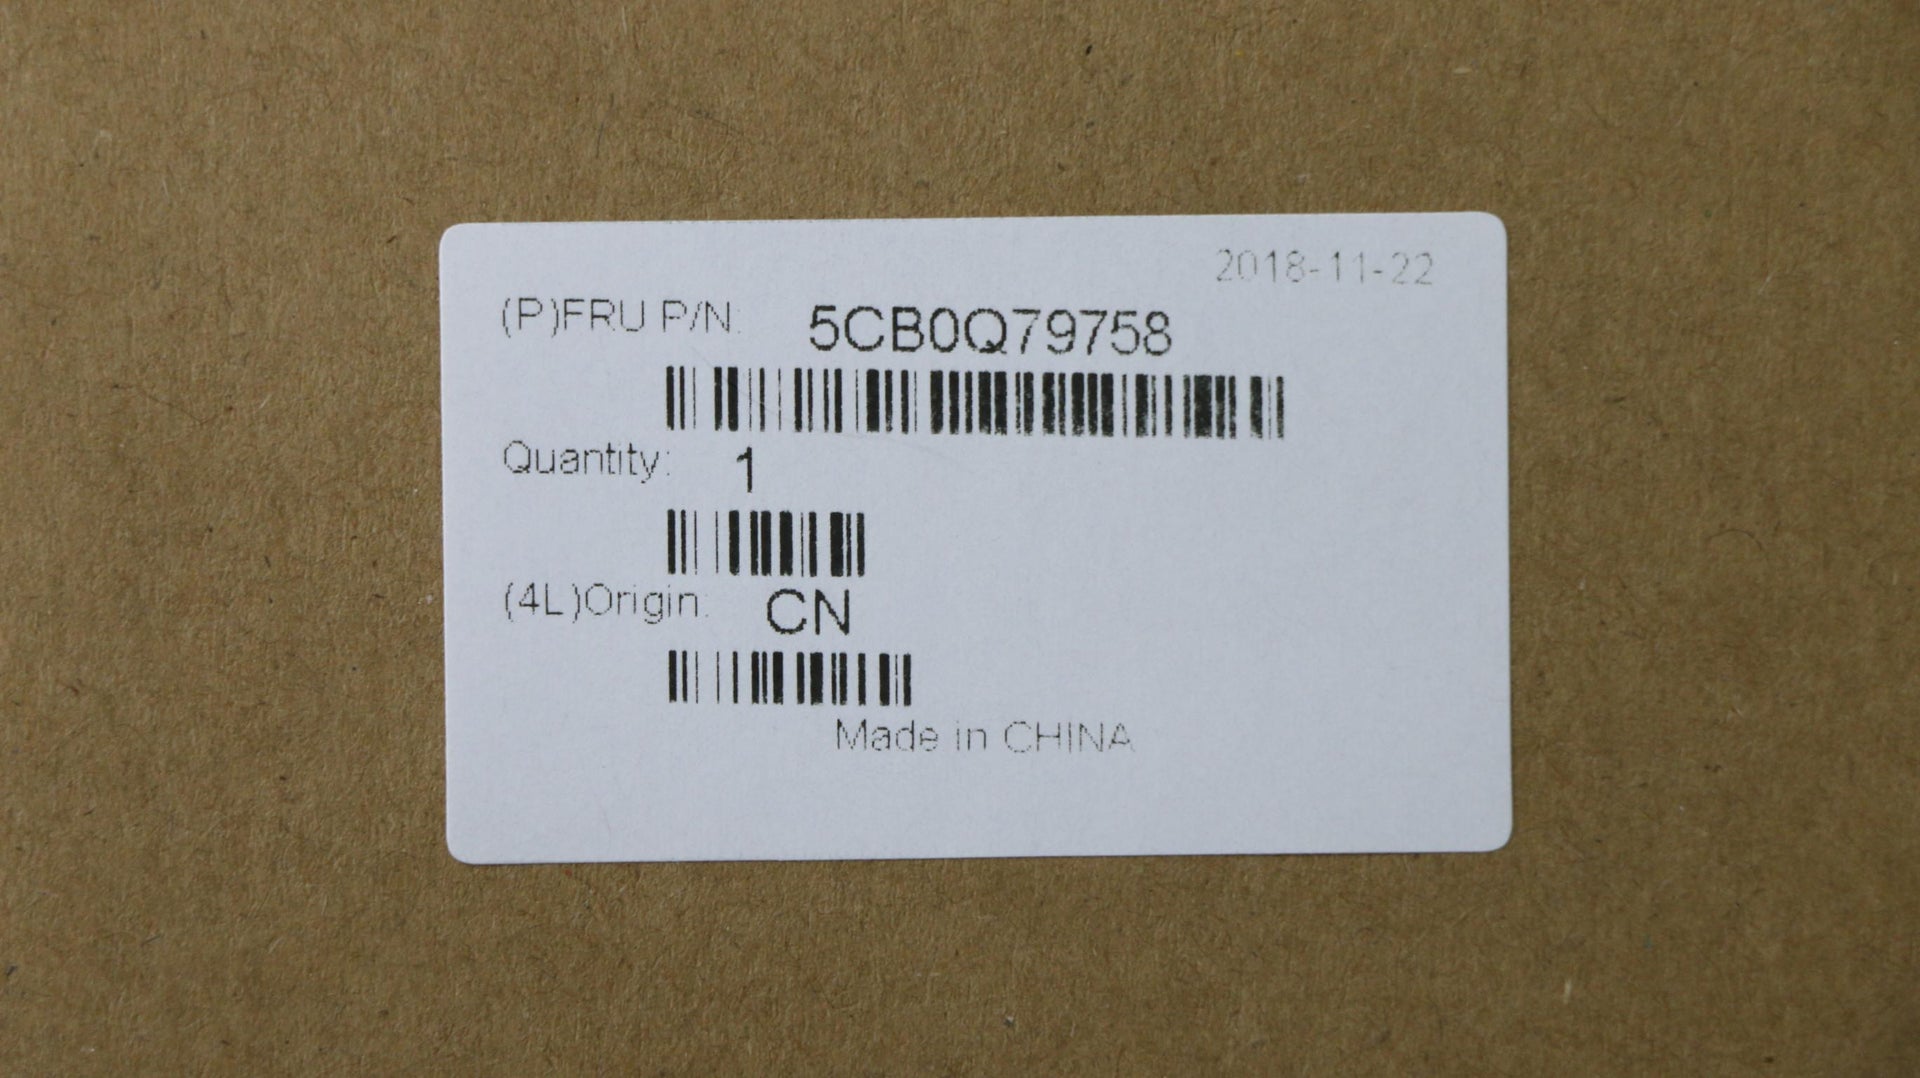 2018-11-22
(P)FRU P/N: 5CB0Q79758
Quantity: 1
(4L)Origin: CN
Made in CHINA